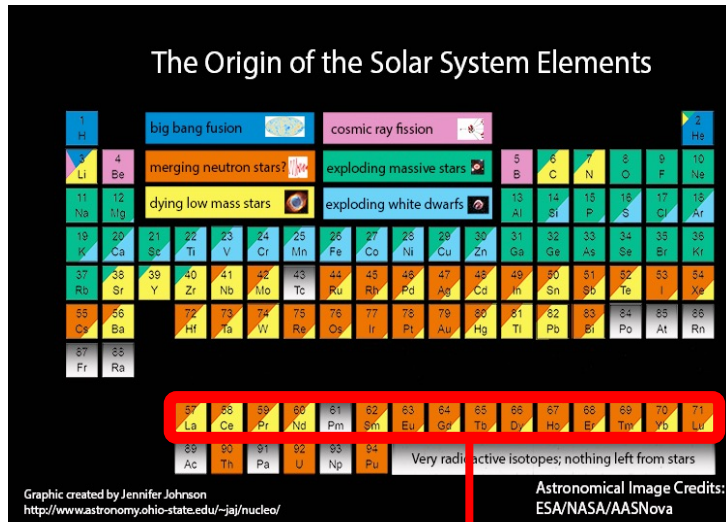 The Origin of the Solar System Elements
1 2
H big bang fusion cosmic ray fission He
3 4 merging neutron stars? exploding massive stars 5 6 7 8 9 10
Li Be B C N O F Ne
11 12 dying low mass stars exploding white dwarfs 13 14 15 16 17 18
Na Mg Al Si P S Cl Ar
19 20 21 22 23 24 25 26 27 28 29 30 31 32 33 34 35 36
K Ca Sc Ti V Cr Mn Fe Co Ni Cu Zn Ga Ge As Se Br Kr
37 38 39 40 41 42 43 44 45 46 47 48 49 50 51 52 53 54
Rb Sr Y Zr Nb Mo Tc Ru Rh Pd Ag Cd In Sn Sb Te I Xe
55 56 72 73 74 75 76 77 78 79 80 81 82 83 84 85 86
Cs Ba Hf Ta W Re Os Ir Pt Au Hg Tl Pb Bi Po At Rn
87 88
Fr Ra
57 58 59 60 61 62 63 64 65 66 67 68 69 70 71
La Ce Pr Nd Pm Sm Eu Gd Tb Dy Ho Er Tm Yb Lu
89 90 91 92 93 94 Very radioactive isotopes; nothing left from stars
Ac Th Pa U Np Pu
Graphic created by Jennifer Johnson
http://www.astronomy.ohio-state.edu/~jaj/nucleo/
Astronomical Image Credits:
ESA/NASA/AASNova